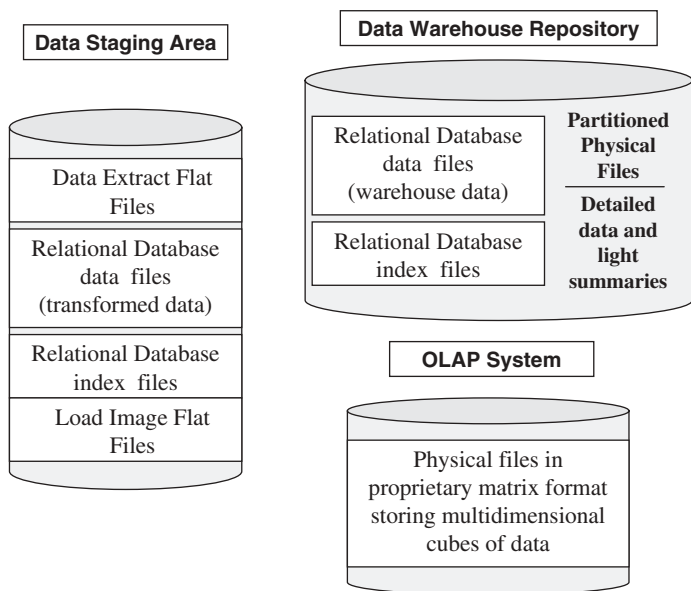 Data Staging Area
Data Extract Flat
Files
Relational Database
data files
(transformed data)
Relational Database
index files
Load Image Flat
Files
Data Warehouse Repository
Relational Database
data files
(warehouse data)
Relational Database
index files
Partitioned
Physical
Files
Detailed
data and
light
summaries
OLAP System
Physical files in
proprietary matrix format
storing multidimensional
cubes of data